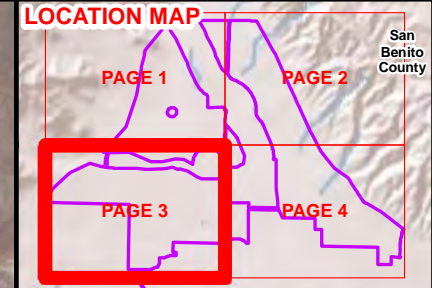 LOCATION MAP
San
Benito
County
PAGE 1
PAGE 2
PAGE 3
PAGE 4